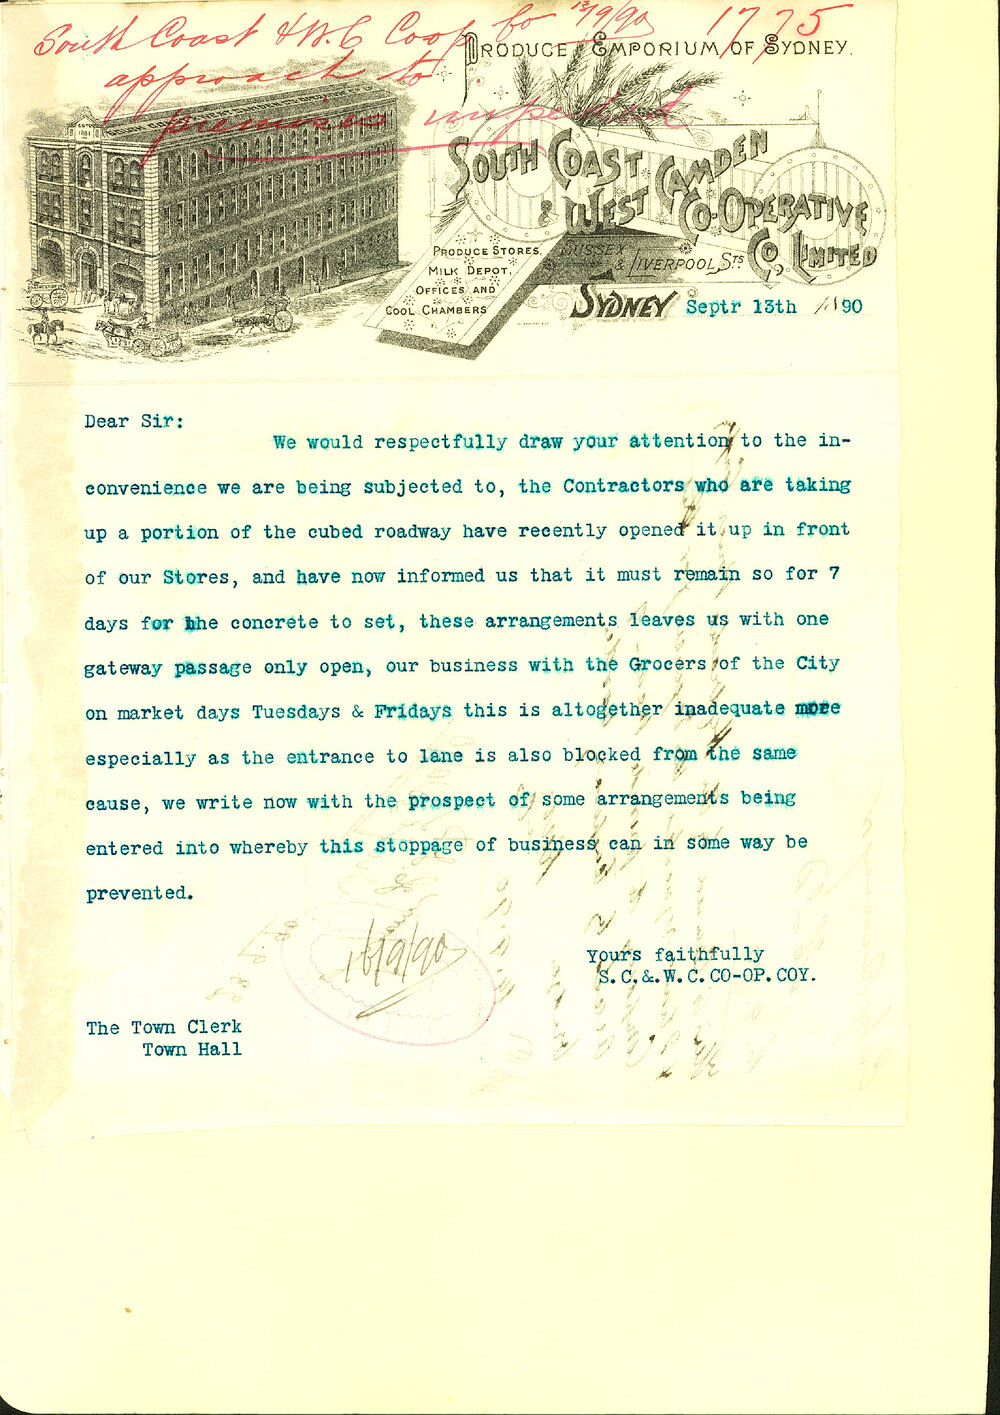 South Coast & W. C Coop Co 13/9/90 1775
approach to
premises impeded
PRODUCE EMPORIUM OF SYDNEY.
SOUTH COAST
& WEST CAMDEN
CO-OPERATIVE
CO. LIMITED
PRODUCE STORES,
MILK DEPOT,
OFFICES AND
COOL CHAMBERS
SUSSEX
& LIVERPOOL STS
SYDNEY Septr 13th 90
Dear Sir:
We would respectfully draw your attention to the in-
convenience we are being subjected to, the Contractors who are taking
up a portion of the cubed roadway have recently opened it up in front
of our Stores, and have now informed us that it must remain so for 7
days for hhe concrete to set, these arrangements leaves us with one
gateway passage only open, our business with the Grocers of the City
on market days Tuesdays & Fridays this is altogether inadequate more
especially as the entrance to lane is also blocked from the same
cause, we write now with the prospect of some arrangements being
entered into whereby this stoppage of business can in some way be
prevented.
16/9/90
Yours faithfully
S.C.&.W.C.CO-OP.COY.
The Town Clerk
Town Hall